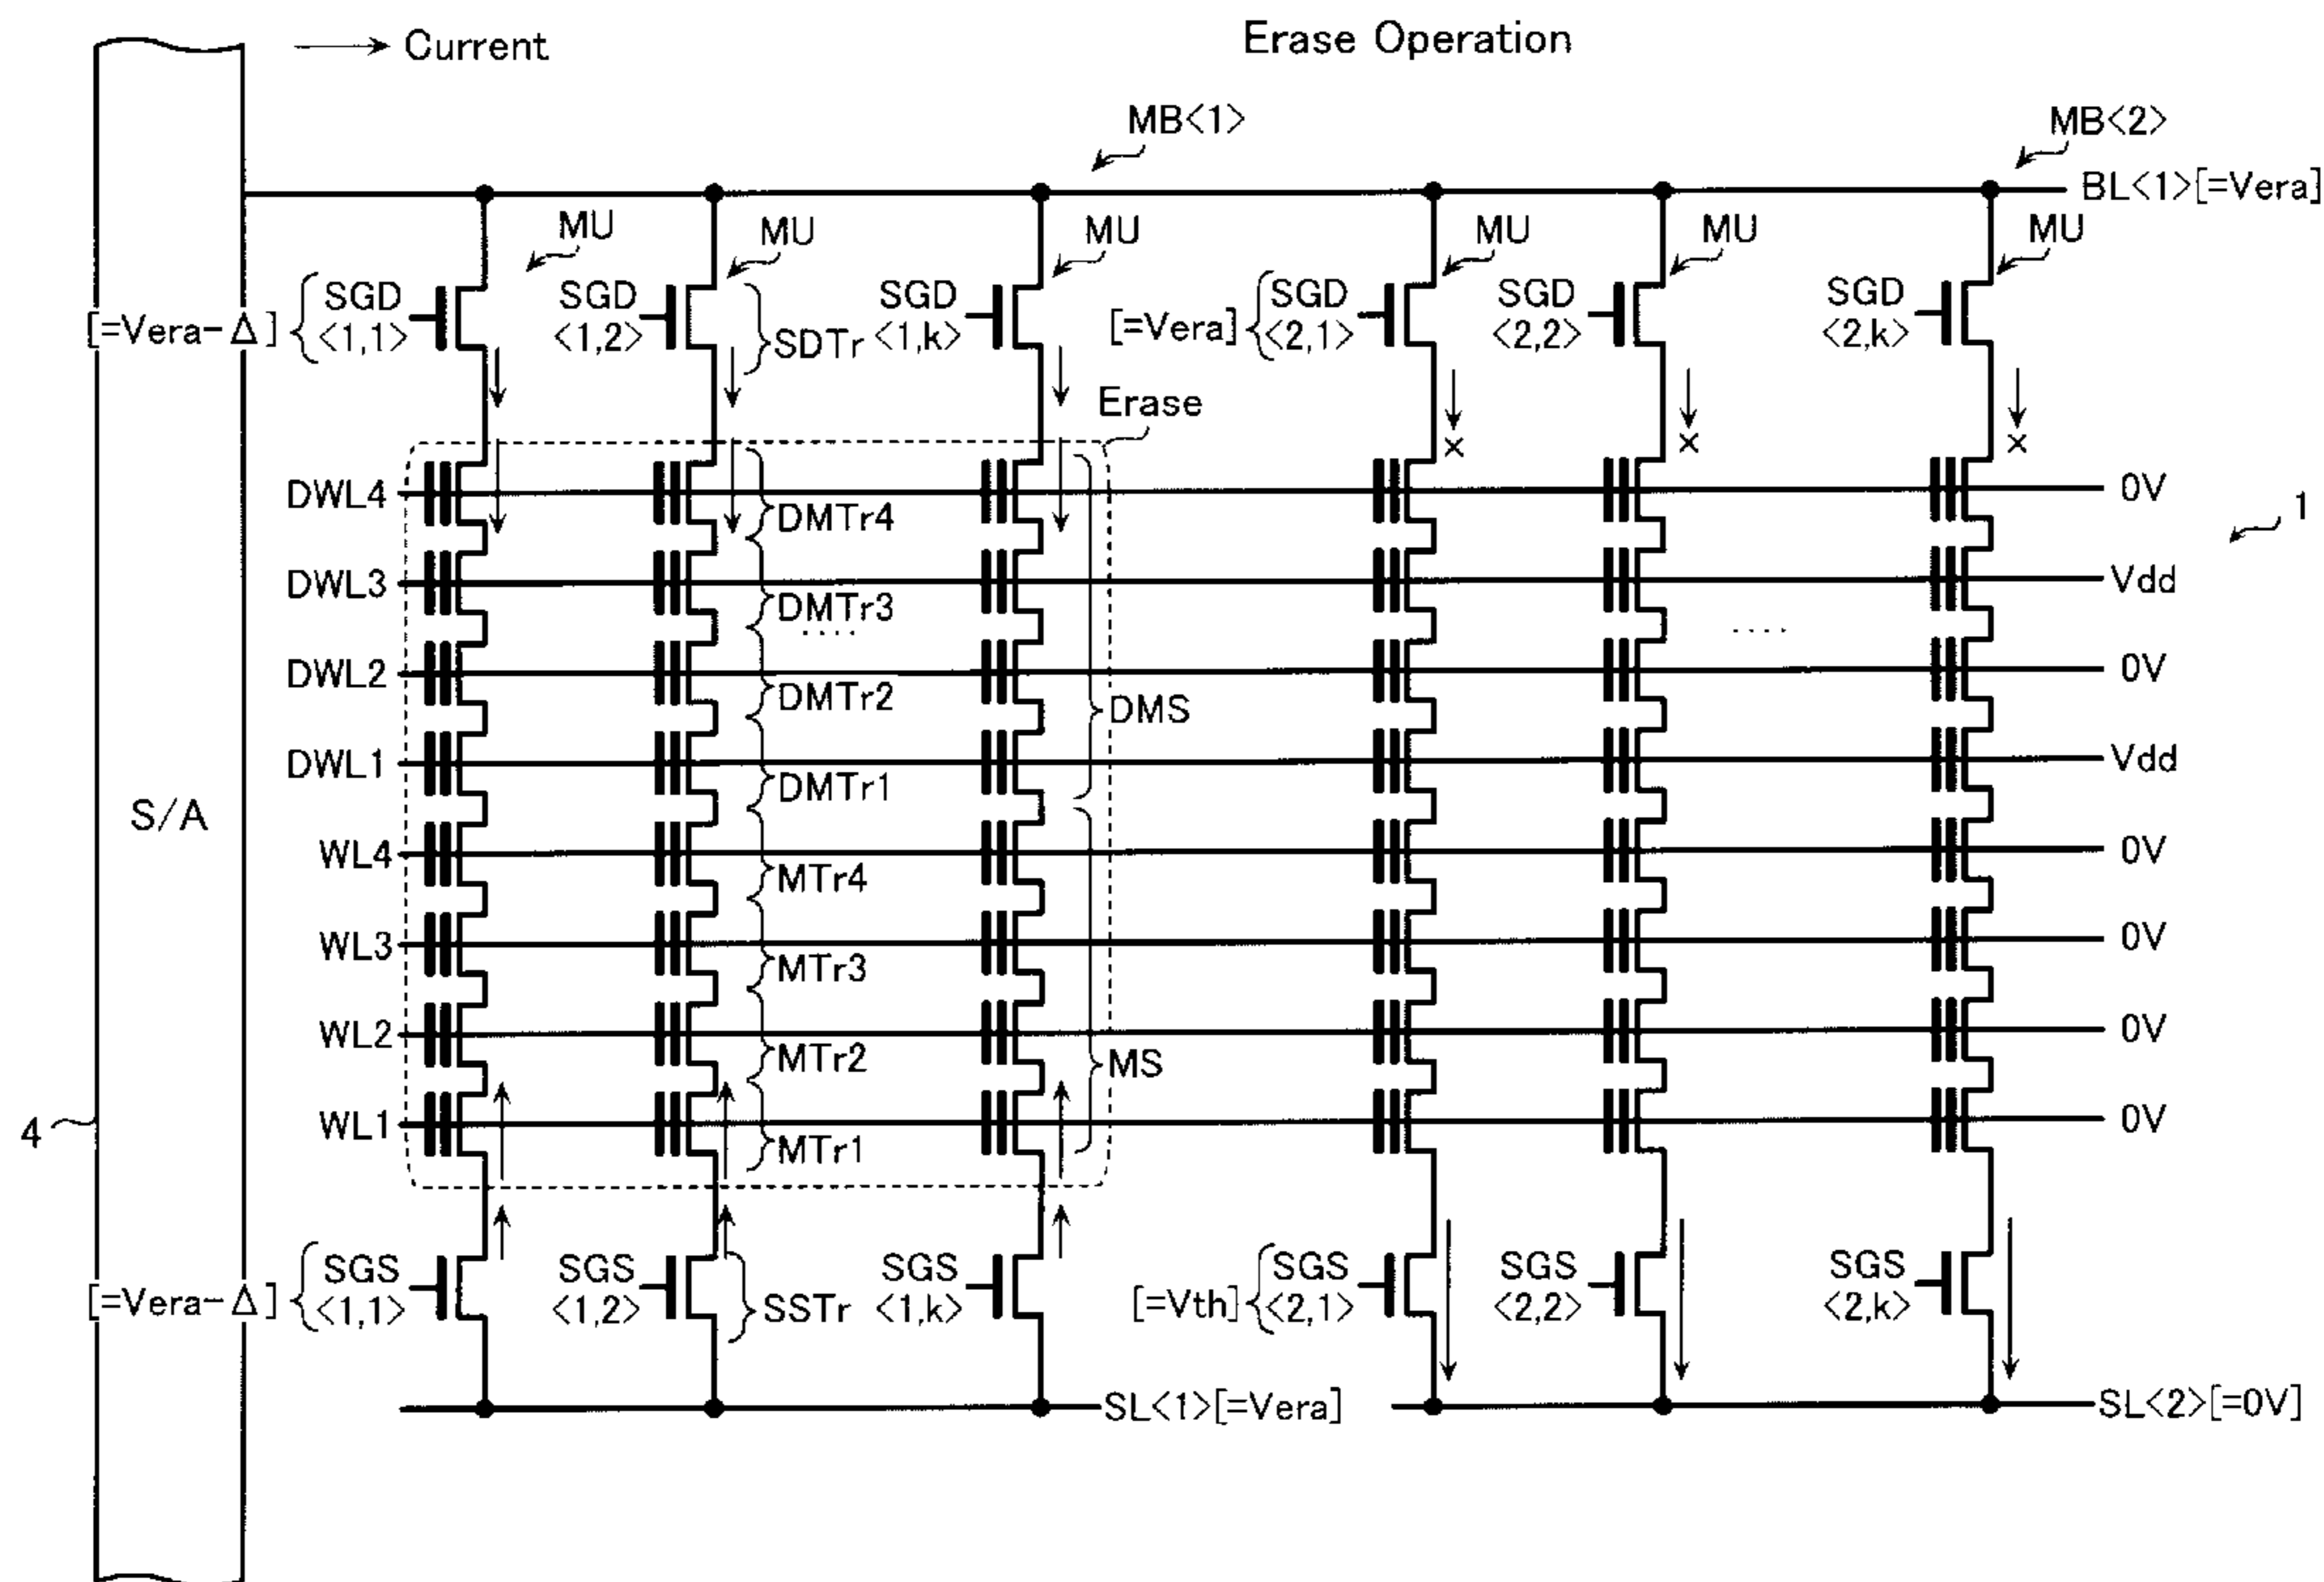 Current
Erase Operation
MB<1>
MB<2>
BL<1>[=Vera]
MU
MU
MU
MU
MU
MU
[=Vera-Δ]
SGD
<1,1>
SGD
<1,2>
SDTr
SGD
<1,k>
[=Vera]
SGD
<2,1>
SGD
<2,2>
SGD
<2,k>
Erase
×
×
×
DWL4
DMTr4
0V
1
DWL3
DMTr3
Vdd
....
....
DWL2
DMTr2
0V
DMS
DWL1
DMTr1
Vdd
S/A
WL4
MTr4
0V
WL3
MTr3
0V
WL2
MTr2
0V
MS
4
WL1
MTr1
0V
[=Vera-Δ]
SGS
<1,1>
SGS
<1,2>
SSTr
SGS
<1,k>
[=Vth]
SGS
<2,1>
SGS
<2,2>
SGS
<2,k>
SL<1>[=Vera]
SL<2>[=0V]